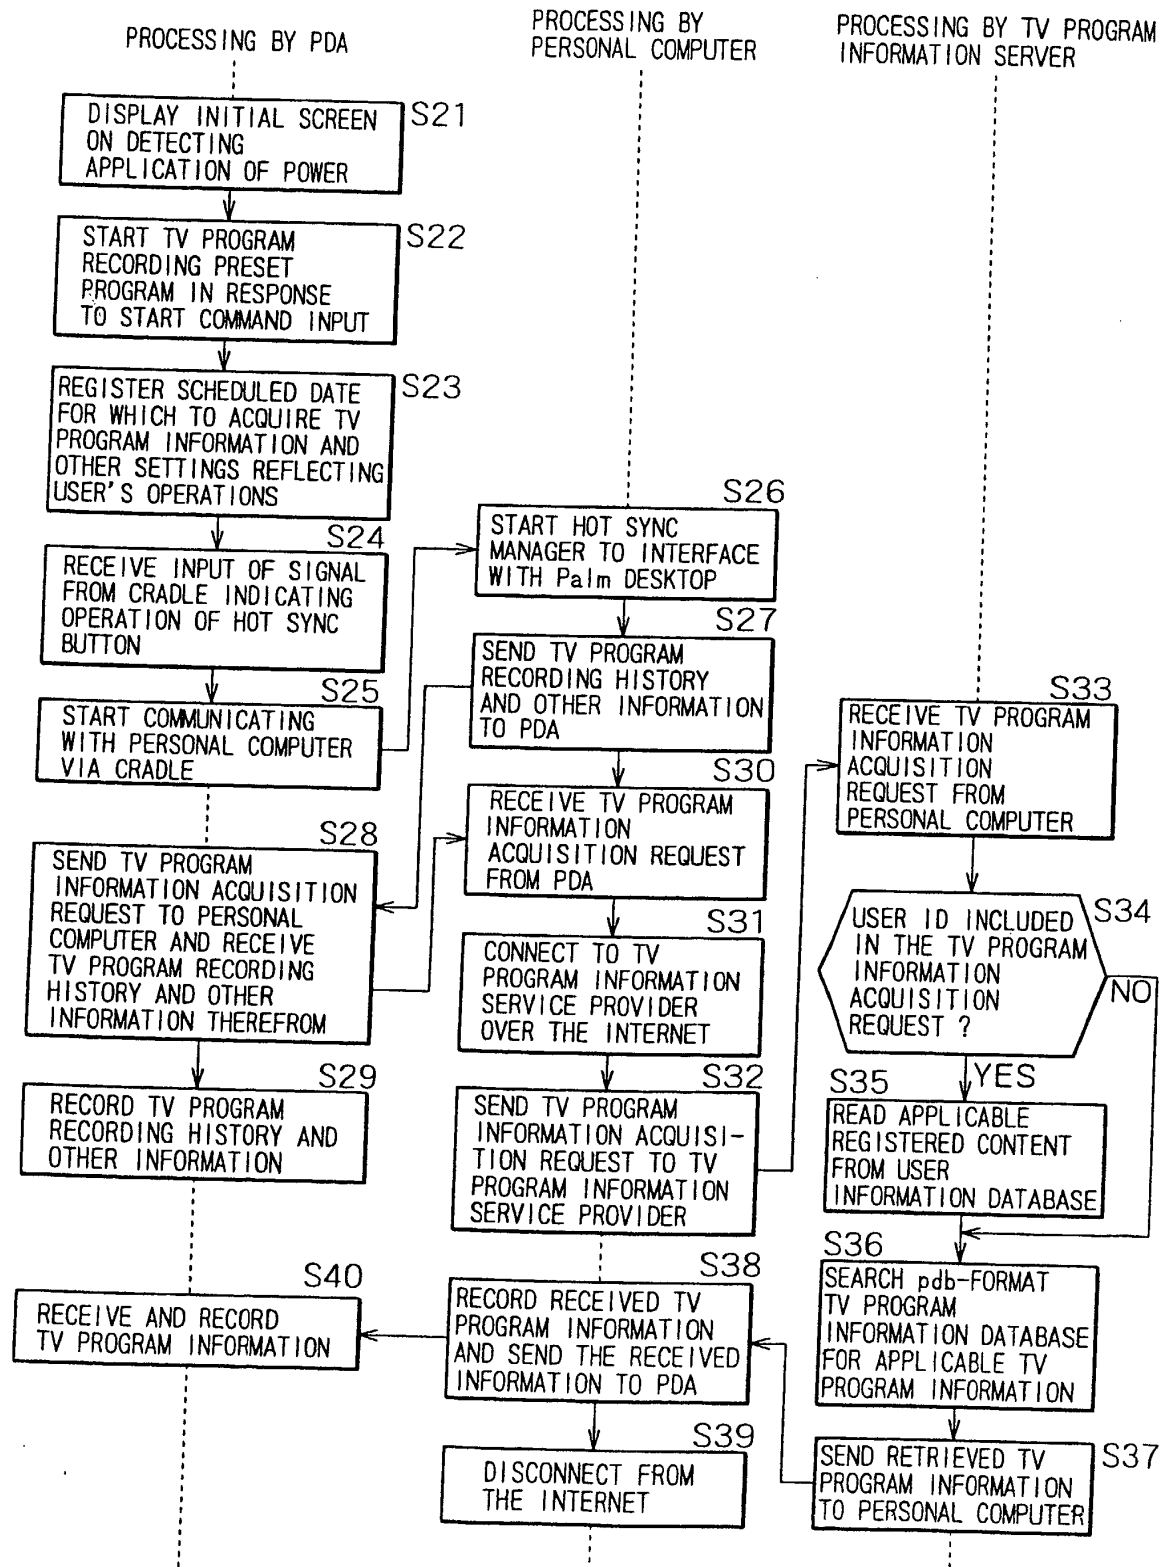 PROCESSING BY PDA
PROCESSING BY
PERSONAL COMPUTER
PROCESSING BY TV PROGRAM
INFORMATION SERVER
S21
DISPLAY INITIAL SCREEN
ON DETECTING
APPLICATION OF POWER
S22
START TV PROGRAM
RECORDING PRESET
PROGRAM IN RESPONSE
TO START COMMAND INPUT
S23
REGISTER SCHEDULED DATE
FOR WHICH TO ACQUIRE TV
PROGRAM INFORMATION AND
OTHER SETTINGS REFLECTING
USER'S OPERATIONS
S24
RECEIVE INPUT OF SIGNAL
FROM CRADLE INDICATING
OPERATION OF HOT SYNC
BUTTON
S25
START COMMUNICATING
WITH PERSONAL COMPUTER
VIA CRADLE
S26
START HOT SYNC
MANAGER TO INTERFACE
WITH Palm DESKTOP
S27
SEND TV PROGRAM
RECORDING HISTORY
AND OTHER INFORMATION
TO PDA
S28
SEND TV PROGRAM
INFORMATION ACQUISITION
REQUEST TO PERSONAL
COMPUTER AND RECEIVE
TV PROGRAM RECORDING
HISTORY AND OTHER
INFORMATION THEREFROM
S29
RECORD TV PROGRAM
RECORDING HISTORY AND
OTHER INFORMATION
S30
RECEIVE TV PROGRAM
INFORMATION
ACQUISITION REQUEST
FROM PDA
S31
CONNECT TO TV
PROGRAM INFORMATION
SERVICE PROVIDER
OVER THE INTERNET
S32
SEND TV PROGRAM
INFORMATION ACQUISI-
TION REQUEST TO TV
PROGRAM INFORMATION
SERVICE PROVIDER
S33
RECEIVE TV PROGRAM
INFORMATION
ACQUISITION
REQUEST FROM
PERSONAL COMPUTER
S34
USER ID INCLUDED
IN THE TV PROGRAM
INFORMATION
ACQUISITION
REQUEST ?
NO
YES
S35
READ APPLICABLE
REGISTERED CONTENT
FROM USER
INFORMATION DATABASE
S36
SEARCH pdb-FORMAT
TV PROGRAM
INFORMATION DATABASE
FOR APPLICABLE TV
PROGRAM INFORMATION
S37
SEND RETRIEVED TV
PROGRAM INFORMATION
TO PERSONAL COMPUTER
S38
RECORD RECEIVED TV
PROGRAM INFORMATION
AND SEND THE RECEIVED
INFORMATION TO PDA
S39
DISCONNECT FROM
THE INTERNET
S40
RECEIVE AND RECORD
TV PROGRAM INFORMATION